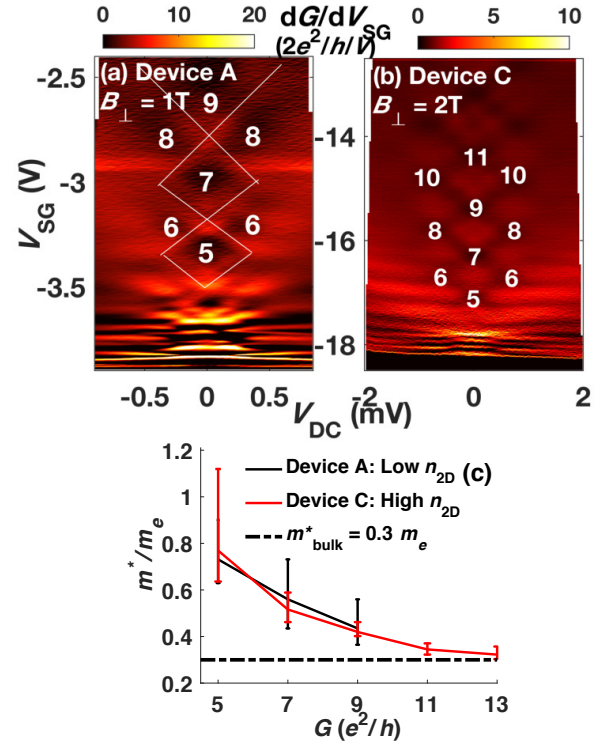 0 10 20 dG/dV_SG 0 5 10
(2e²/h/V)
(a) Device A
B⊥ = 1T
9
8 8
7
6 6
5
-2.5
-3
-3.5
V_SG (V)
-0.5 0 0.5
(b) Device C
B⊥ = 2T
11
10 10
9
8 8
7
6 6
5
-14
-16
-18
-2 0 2
V_DC (mV)
1.2
1
0.8
0.6
0.4
0.2
m*/m_e
Device A: Low n_2D (c)
Device C: High n_2D
m*_bulk = 0.3 m_e
5 7 9 11 13
G (e²/h)